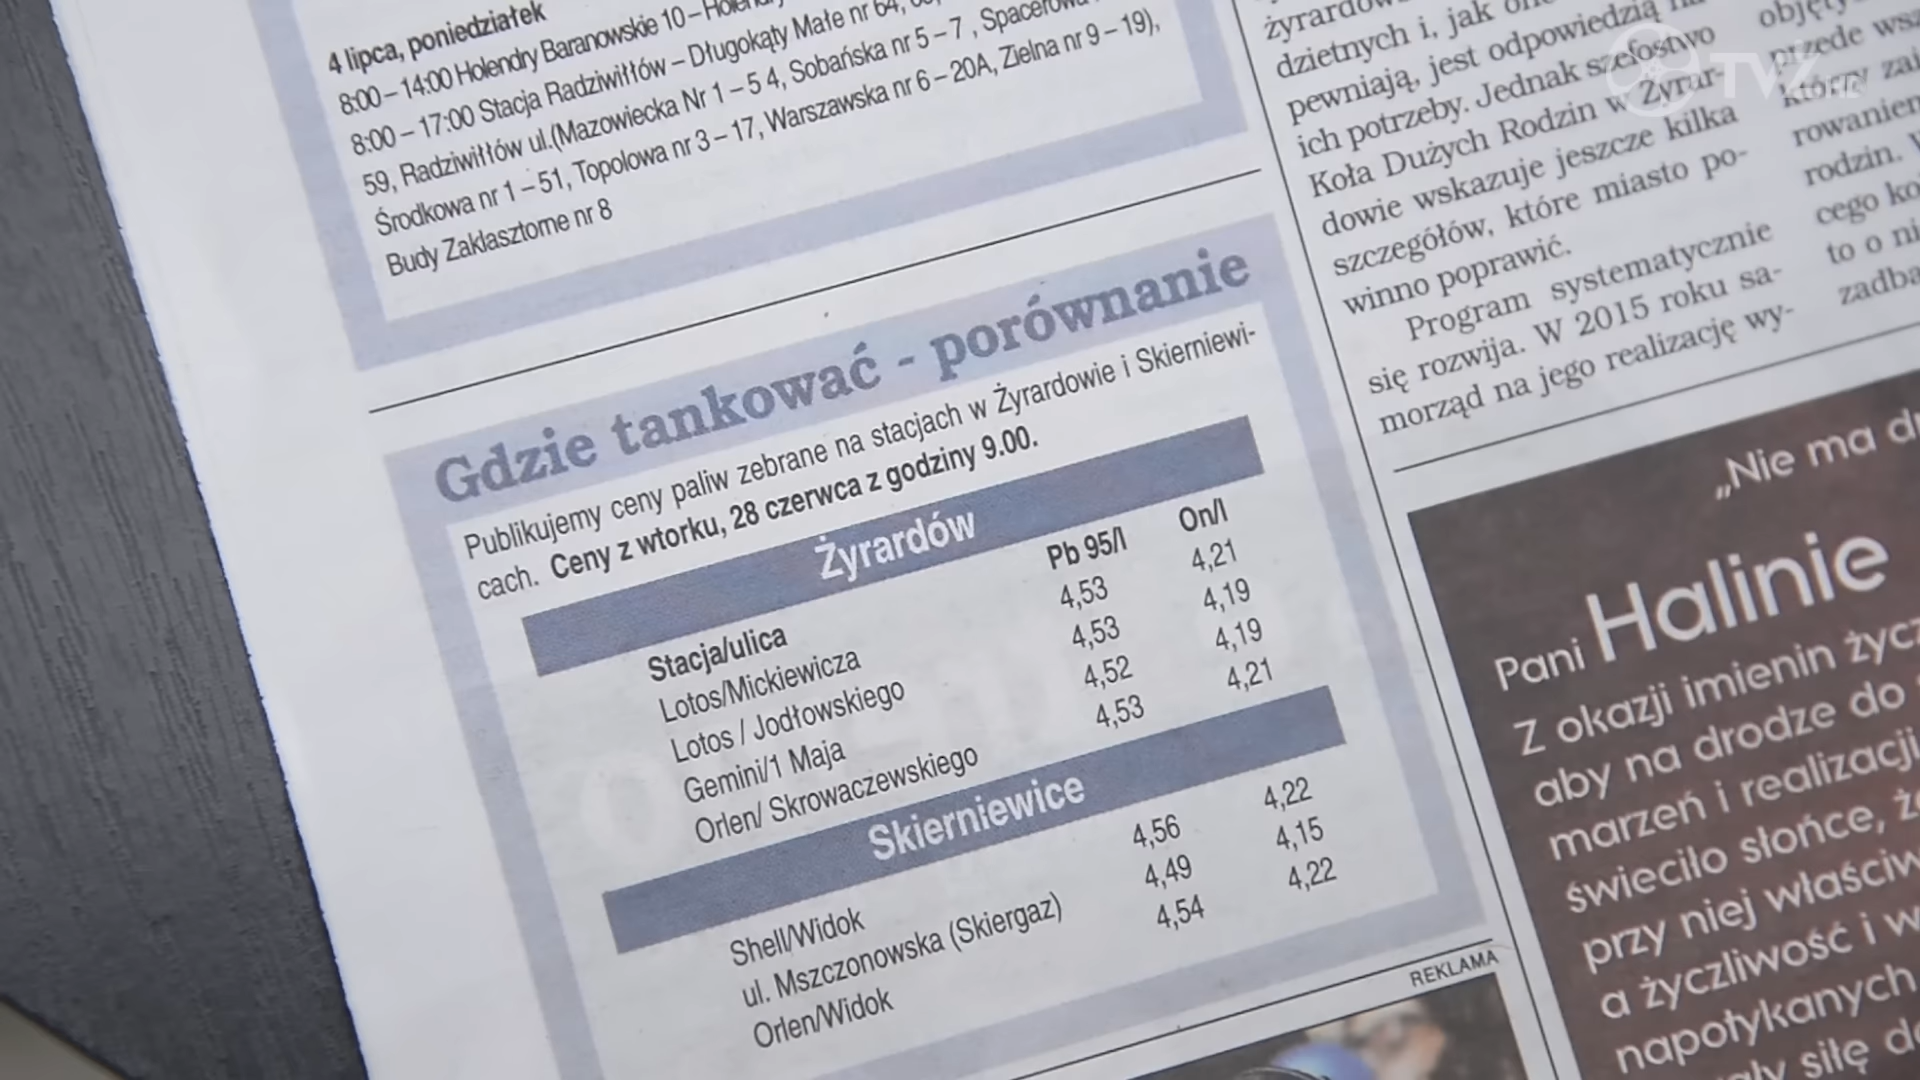 4 lipca, poniedziałek
8:00 – 14:00 Holendry Baranowskie 10 –
8:00 – 17:00 Stacja Radziwiłłów – Długokąty Małe nr 64,
59, Radziwiłłów ul.(Mazowiecka Nr 1 – 5 4, Sobańska nr 5 – 7 , Spacerowa
Środkowa nr 1 – 51, Topolowa nr 3 – 17, Warszawska nr 6 – 20A, Zielna nr 9 – 19),
Budy Zaklasztorne nr 8
Gdzie tankować - porównanie
Publikujemy ceny paliw zebrane na stacjach w Żyrardowie i Skierniewi-
cach. Ceny z wtorku, 28 czerwca z godziny 9.00.
Żyrardów
Stacja/ulica Pb 95/l On/l
Lotos/Mickiewicza 4,53 4,21
Lotos / Jodłowskiego 4,53 4,19
Gemini/1 Maja 4,52 4,19
Orlen/ Skrowaczewskiego 4,53 4,21
Skierniewice
Shell/Widok 4,56 4,22
ul. Mszczonowska (Skiergaz) 4,49 4,15
Orlen/Widok 4,54 4,22
REKLAMA
dzietnych i, jak
pewniają, jest odpowiedzią na
ich potrzeby. Jednak szefostwo
Koła Dużych Rodzin w Żyrar-
dowie wskazuje jeszcze kilka
szczegółów, które miasto po-
winno poprawić.
Program systematycznie
się rozwija. W 2015 roku sa-
morząd na jego realizację wy-
przede
który
rowaniem
rodzin.
cego
to o
zadba
TVŻ
„Nie ma
Pani Halinie
Z okazji imienin
aby na drodze do
marzeń i realizacji
świeciło słońce,
przy niej
a życzliwość i
napotykanych
siłę